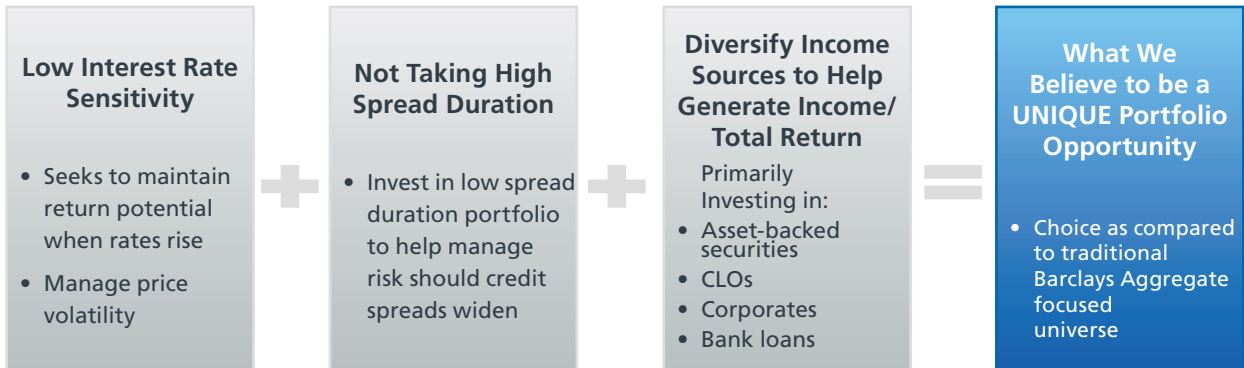 Low Interest Rate
Sensitivity
• Seeks to maintain
return potential
when rates rise
• Manage price
volatility
Not Taking High
Spread Duration
• Invest in low spread
duration portfolio
to help manage
risk should credit
spreads widen
Diversify Income
Sources to Help
Generate Income/
Total Return
Primarily
Investing in:
• Asset-backed
securities
• CLOs
• Corporates
• Bank loans
What We
Believe to be a
UNIQUE Portfolio
Opportunity
• Choice as compared
to traditional
Barclays Aggregate
focused
universe